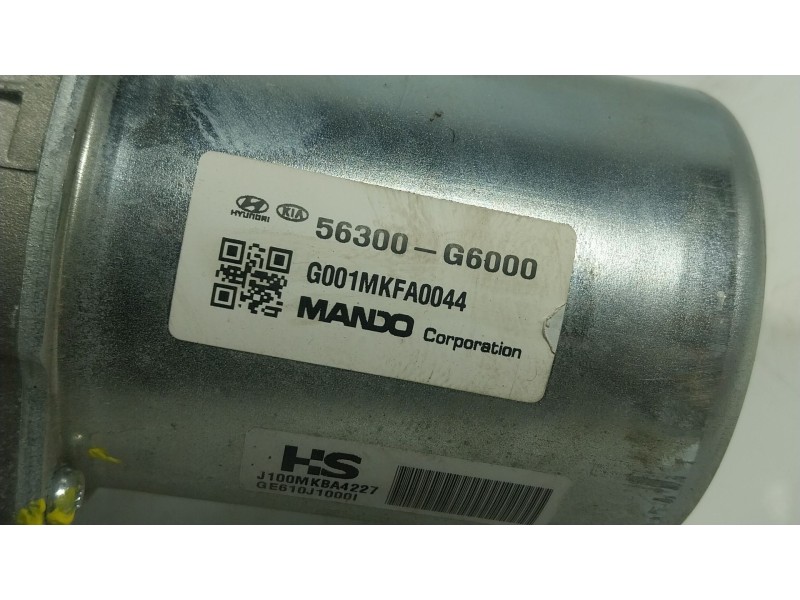 HYUNDAI KIA 56300-G6000
G001MKFA0044
MANDO Corporation
HS
J100MKBA4227
GE610J1000I